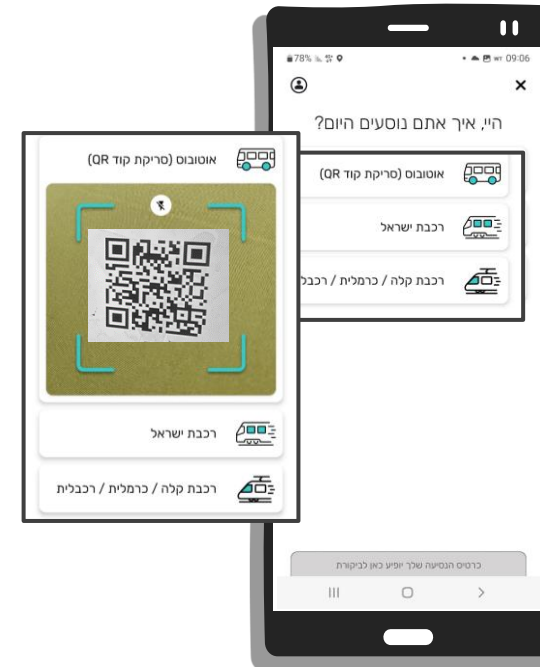 78% 09:06
היי, איך אתם נוסעים היום?
אוטובוס (סריקת קוד QR)
רכבת ישראל
רכבת קלה / כרמלית / רכבל
כרטיס הנסיעה שלך יופיע כאן לביקורת
אוטובוס (סריקת קוד QR)
רכבת ישראל
רכבת קלה / כרמלית / רכבלית